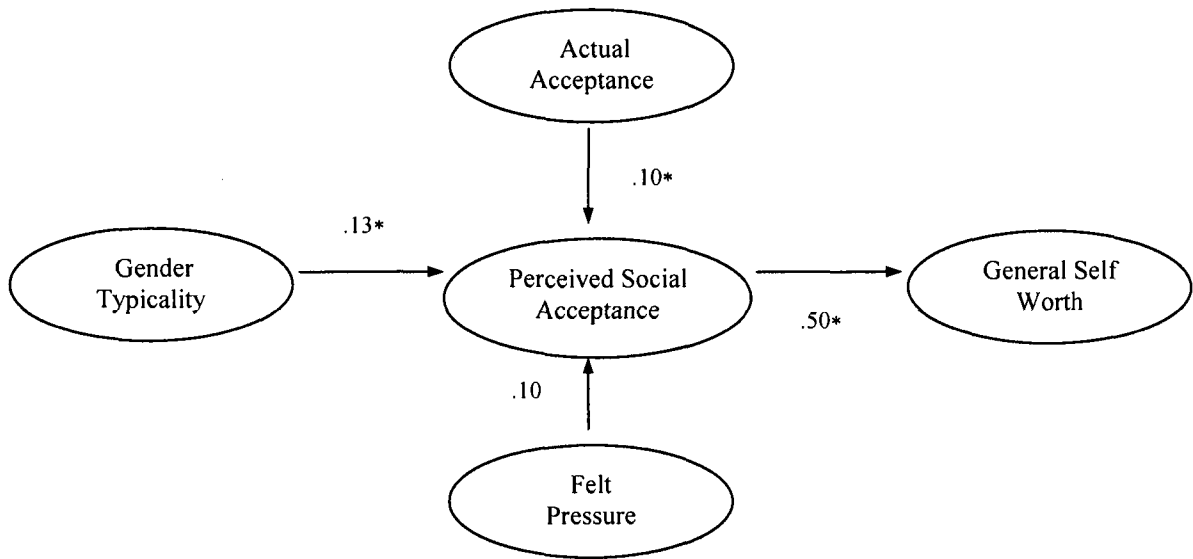 Actual
Acceptance
.10*
.13*
Gender
Typicality
Perceived Social
Acceptance
General Self
Worth
.50*
.10
Felt
Pressure